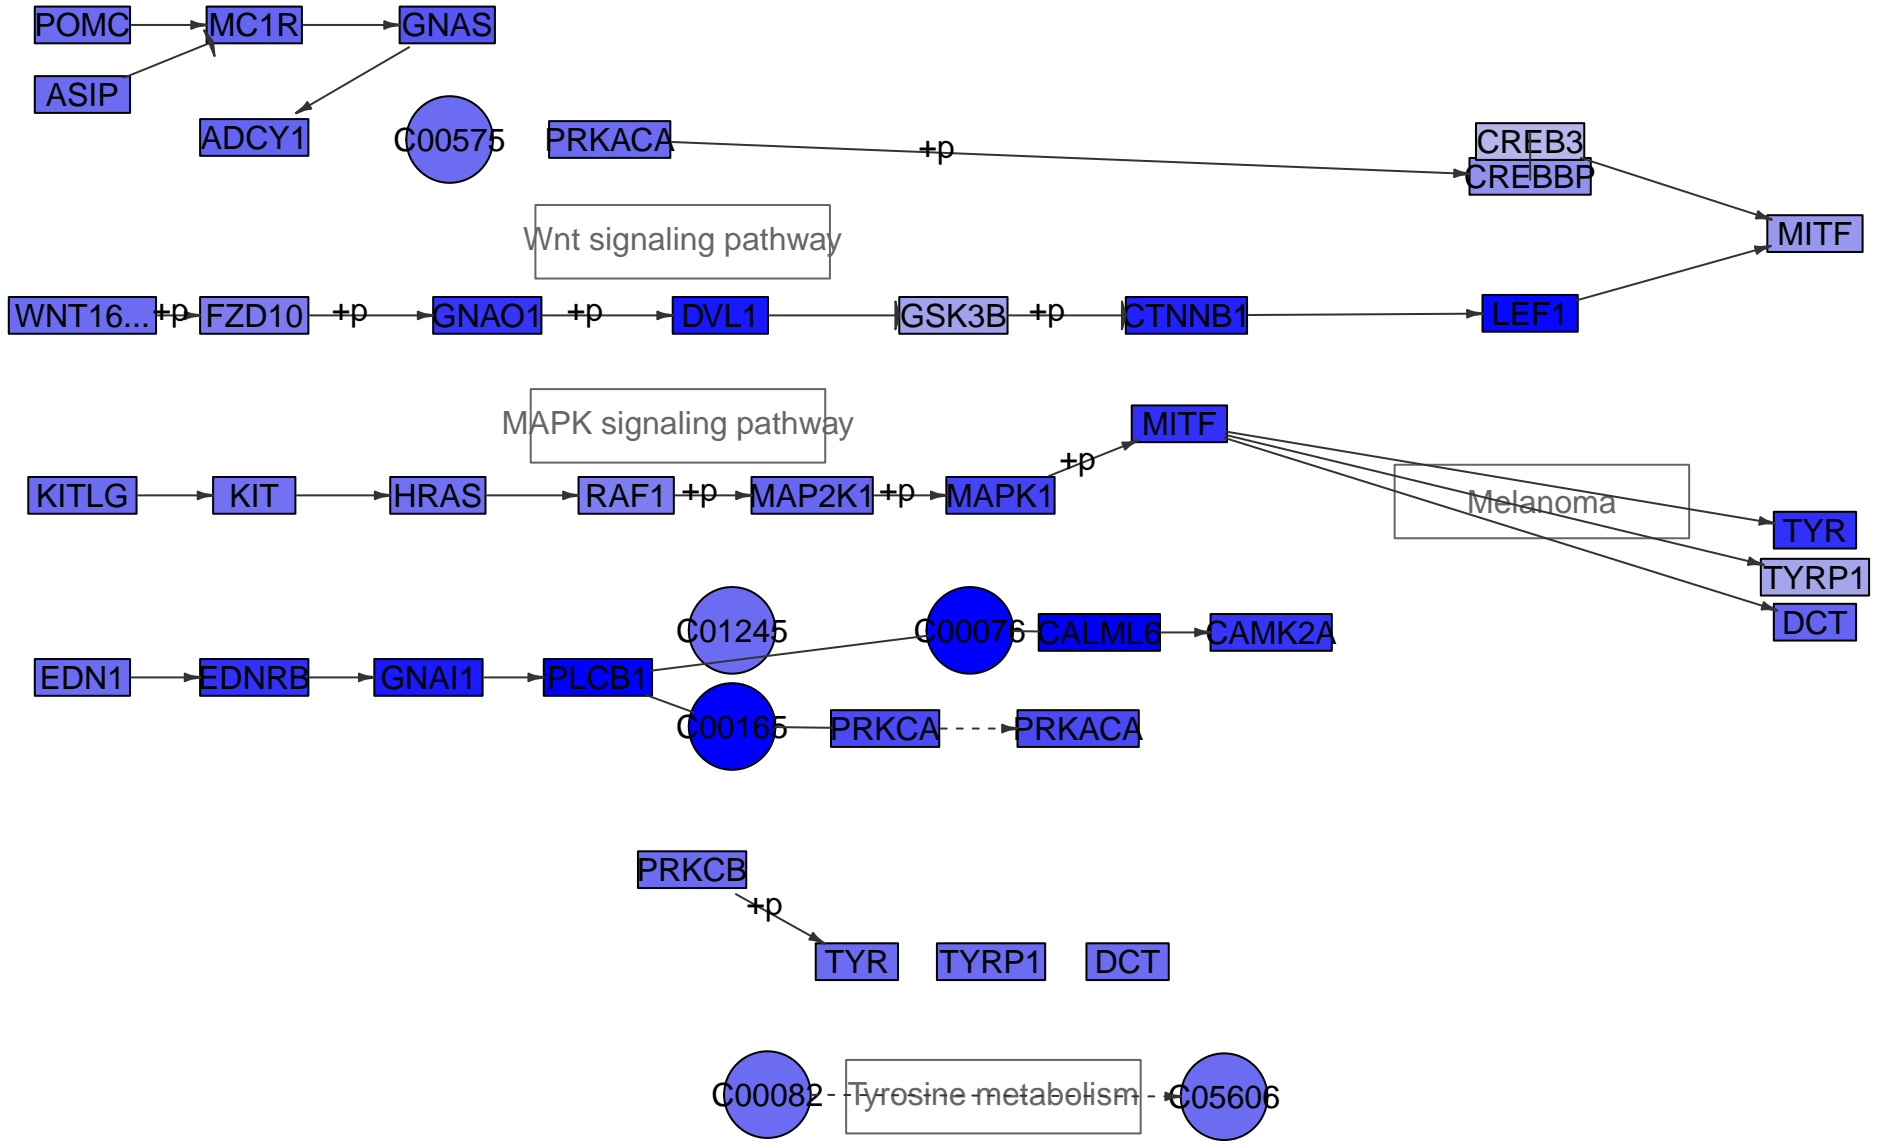 POMC
MC1R
GNAS
ASIP
ADCY1
C00575
PRKACA
+p
CREB3
CREBBP
MITF
Wnt signaling pathway
WNT16...
+p
FZD10
+p
GNAO1
+p
DVL1
GSK3B
+p
CTNNB1
LEF1
MAPK signaling pathway
MITF
+p
KITLG
KIT
HRAS
RAF1
+p
MAP2K1
+p
MAPK1
Melanoma
TYR
TYRP1
DCT
C01245
C00076
CALML6
CAMK2A
EDN1
EDNRB
GNAI1
PLCB1
C00165
PRKCA
PRKACA
PRKCB
+p
TYR
TYRP1
DCT
C00082
Tyrosine metabolism
C05606